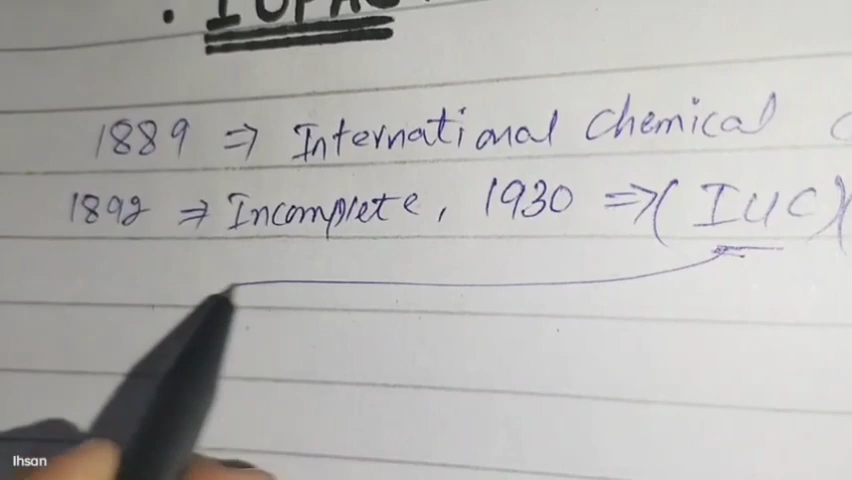 . IUPAC
1889 ⇒ International Chemical C
1892 ⇒ Incomplete, 1930 ⇒ (IUC)(
Ihsan